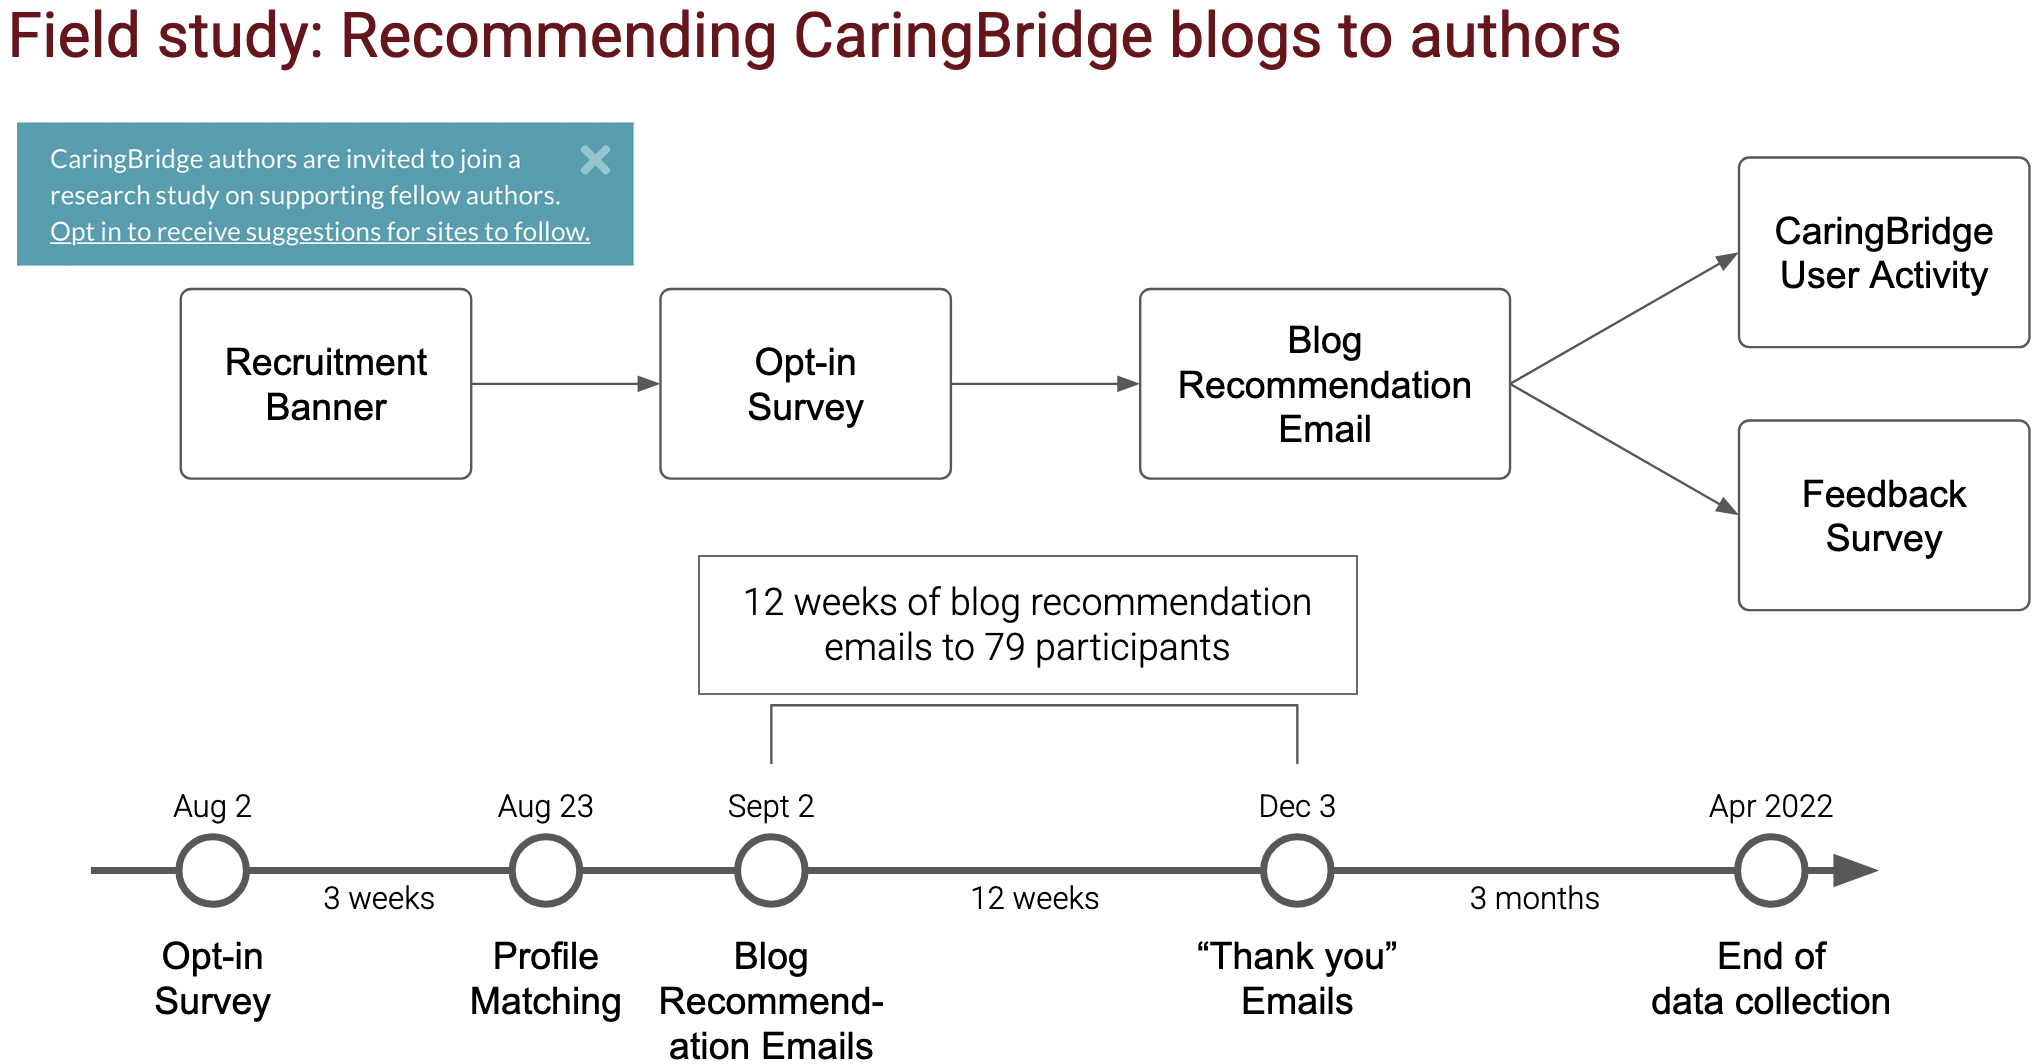 Field study: Recommending CaringBridge blogs to authors
CaringBridge authors are invited to join a
research study on supporting fellow authors.
Opt in to receive suggestions for sites to follow.
Recruitment
Banner
Opt-in
Survey
Blog
Recommendation
Email
CaringBridge
User Activity
Feedback
Survey
12 weeks of blog recommendation
emails to 79 participants
Aug 2
Aug 23
Sept 2
Dec 3
Apr 2022
3 weeks
12 weeks
3 months
Opt-in
Survey
Profile
Matching
Blog
Recommend-
ation Emails
“Thank you”
Emails
End of
data collection